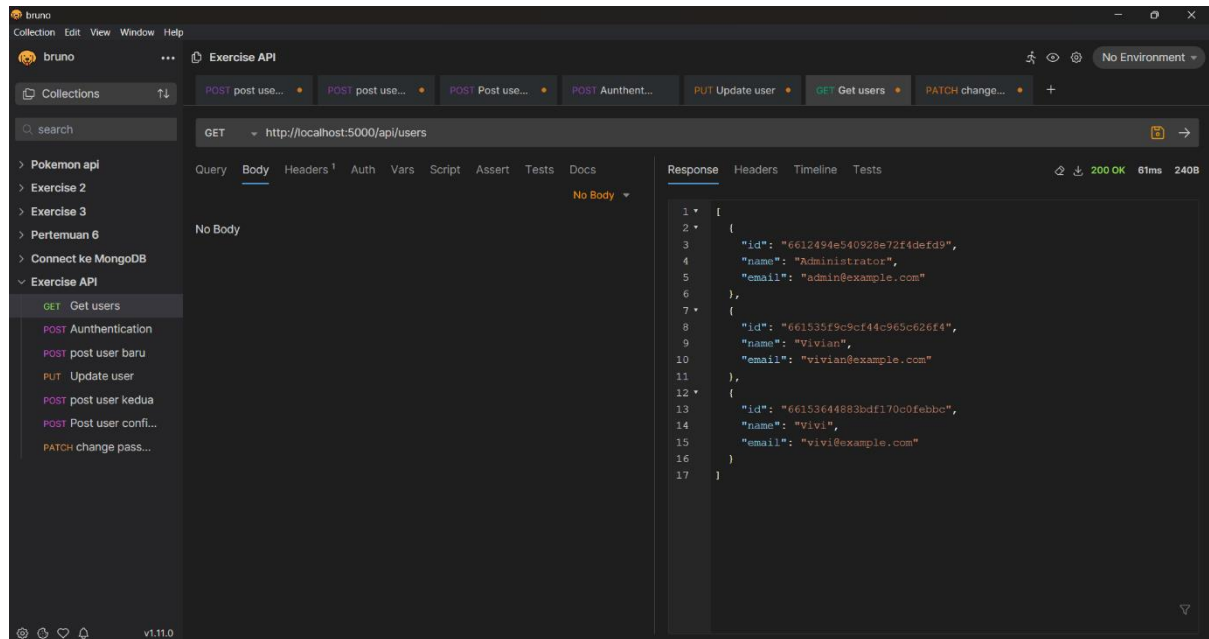 bruno
Collection Edit View Window Help
bruno
Exercise API
No Environment
Collections
POST post use...
POST post use...
POST Post use...
POST Aunthent...
PUT Update user
GET Get users
PATCH change...
+
search
GET http://localhost:5000/api/users
Pokemon api
Exercise 2
Exercise 3
Pertemuan 6
Connect ke MongoDB
Exercise API
GET Get users
POST Aunthentication
POST post user baru
PUT Update user
POST post user kedua
POST Post user confi...
PATCH change pass...
v1.11.0
Query Body Headers 1 Auth Vars Script Assert Tests Docs
No Body
No Body
Response Headers Timeline Tests
200 OK 61ms 240B
1 [
2 {
3 "id": "6612494e540928e72f4defd9",
4 "name": "Administrator",
5 "email": "admin@example.com"
6 },
7 {
8 "id": "661535f9c9cf44c965c626f4",
9 "name": "Vivian",
10 "email": "vivian@example.com"
11 },
12 {
13 "id": "66153644883bdf170c0febbc",
14 "name": "Vivi",
15 "email": "vivi@example.com"
16 }
17 ]